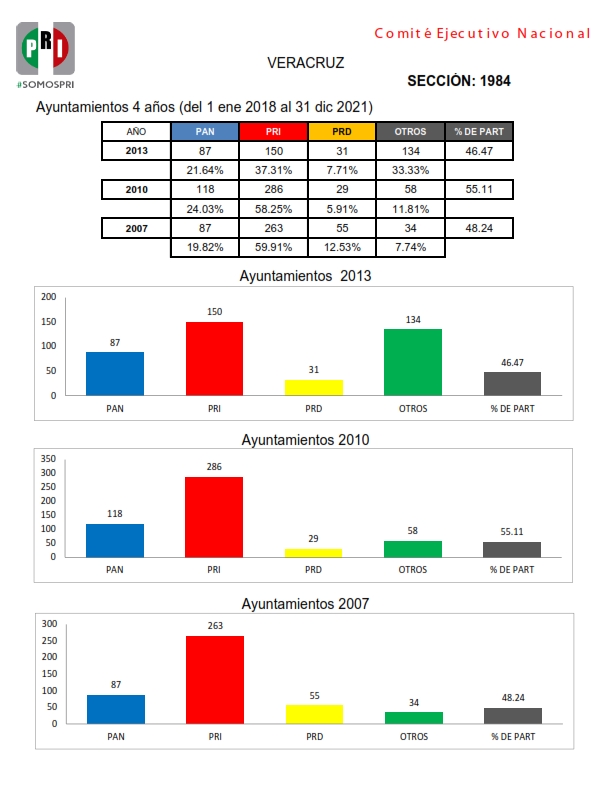 Comité Ejecutivo Nacional
PRI
#SOMOSPRI
VERACRUZ
SECCIÓN: 1984
Ayuntamientos 4 años (del 1 ene 2018 al 31 dic 2021)
AÑO PAN PRI PRD OTROS % DE PART
2013 87 150 31 134 46.47
21.64% 37.31% 7.71% 33.33%
2010 118 286 29 58 55.11
24.03% 58.25% 5.91% 11.81%
2007 87 263 55 34 48.24
19.82% 59.91% 12.53% 7.74%
Ayuntamientos 2013
200
150
100
50
0
87 150 31 134 46.47
PAN PRI PRD OTROS % DE PART
Ayuntamientos 2010
350
300
250
200
150
100
50
0
118 286 29 58 55.11
PAN PRI PRD OTROS % DE PART
Ayuntamientos 2007
300
250
200
150
100
50
0
87 263 55 34 48.24
PAN PRI PRD OTROS % DE PART